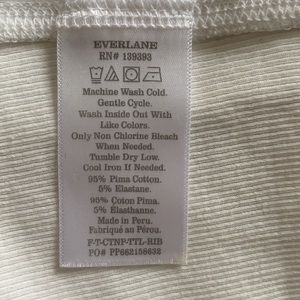 EVERLANE
RN# 139393
Machine Wash Cold.
Gentle Cycle.
Wash Inside Out With
Like Colors.
Only Non Chlorine Bleach
When Needed.
Tumble Dry Low.
Cool Iron If Needed.
95% Pima Cotton.
5% Elastane.
95% Coton Pima.
5% Élasthanne.
Made in Peru.
Fabriqué au Pérou.
F-T-CTNP-TTL-RIB
PO# PP662158632